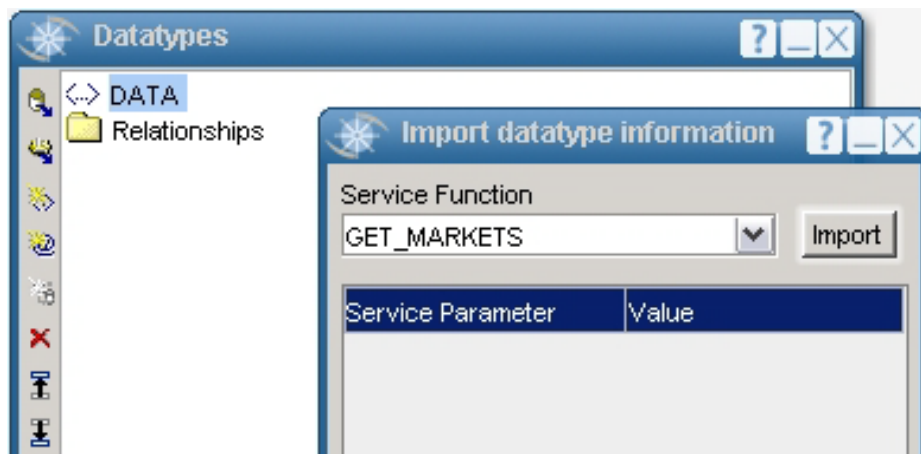 Datatypes
<..> DATA
Relationships
Import datatype information
Service Function
GET_MARKETS
Import
Service Parameter Value